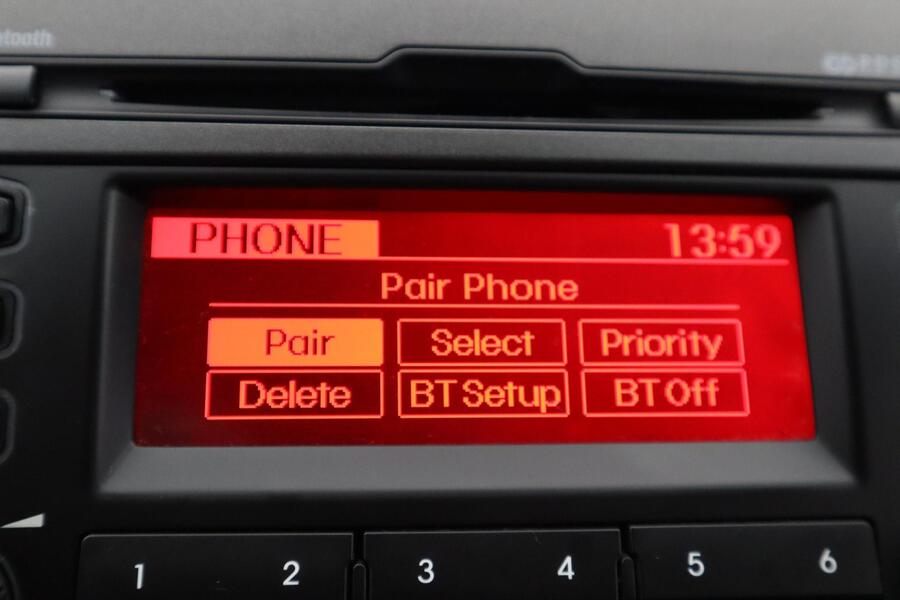 PHONE 13:59
Pair Phone
Pair Select Priority
Delete BT Setup BT Off
1 2 3 4 5 6